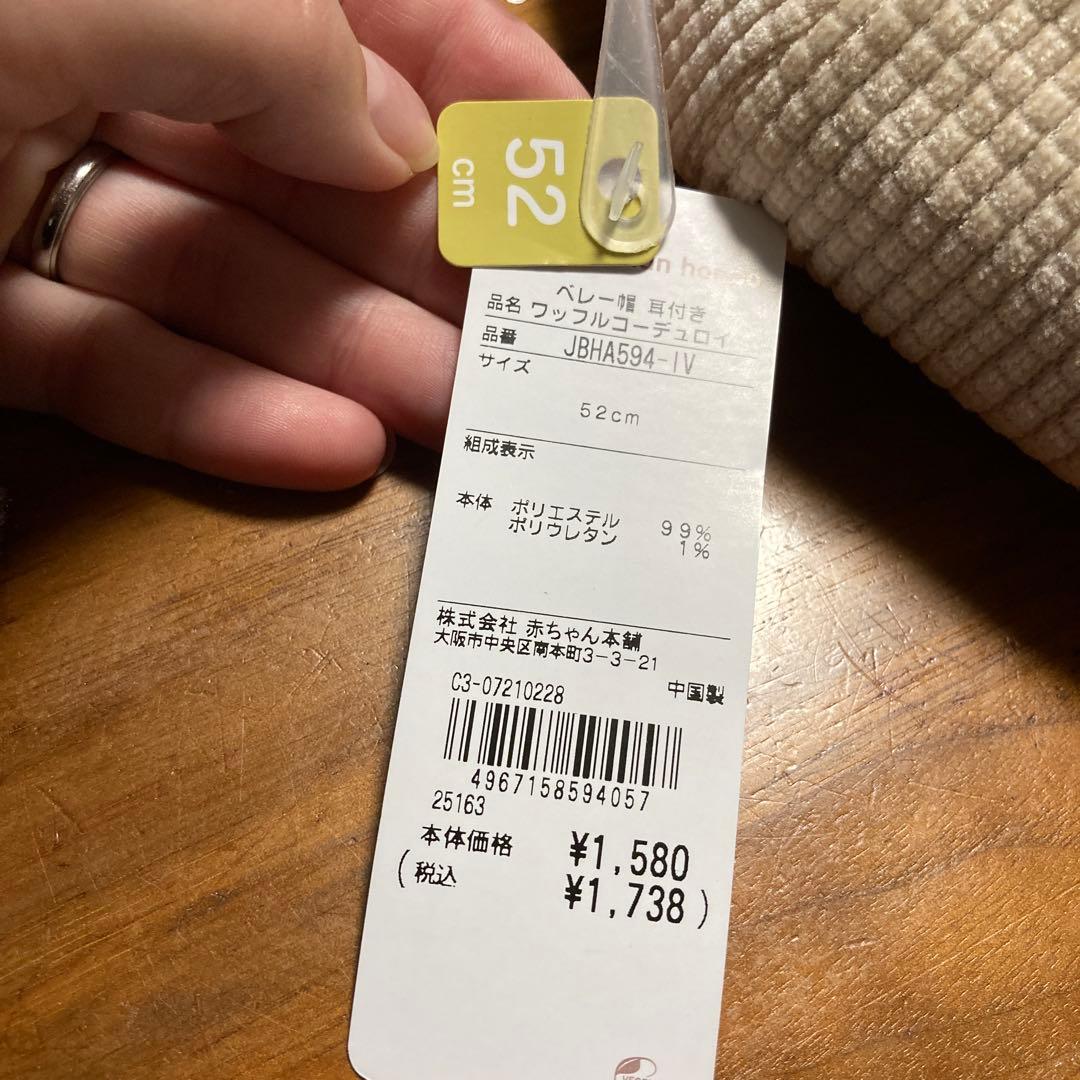 52
cm
ベレー帽 耳付き
品名 ワッフルコーデュロイ
品番 JBHA594-IV
サイズ
52cm
組成表示
本体 ポリエステル 99%
ポリウレタン 1%
株式会社 赤ちゃん本舗
大阪市中央区南本町3-3-21
C3-07210228 中国製
4967158594057
25163
本体価格 ¥1,580
(税込 ¥1,738)